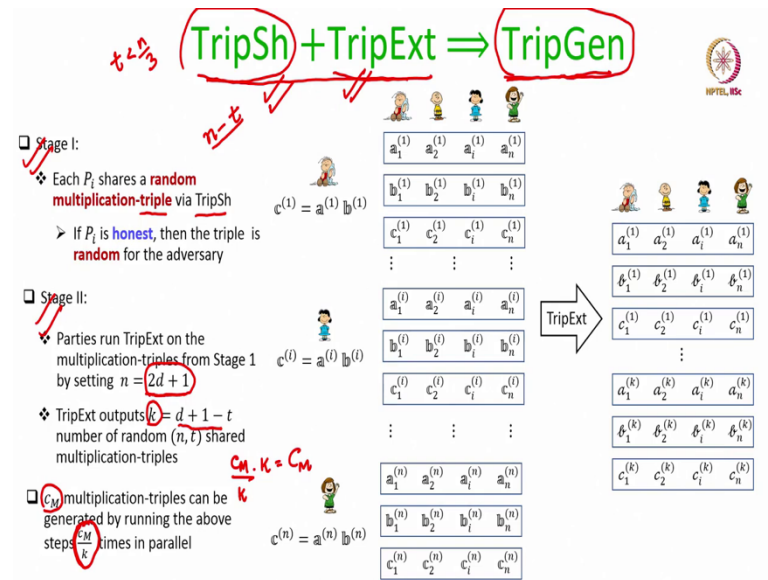 TripSh + TripExt ⇒ TripGen
t < n/3
n - t
NPTEL, IISc
❑ Stage I:
❖ Each P_i shares a random
multiplication-triple via TripSh
➢ If P_i is honest, then the triple is
random for the adversary
❑ Stage II:
❖ Parties run TripExt on the
multiplication-triples from Stage 1
by setting n = 2d + 1
❖ TripExt outputs k = d + 1 − t
number of random (n, t) shared
multiplication-triples
c_M/k · k = c_M
❑ c_M multiplication-triples can be
generated by running the above
steps c_M/k times in parallel
𝕔^(1) = 𝕒^(1) 𝕓^(1)
𝕒_1^(1) 𝕒_2^(1) 𝕒_i^(1) 𝕒_n^(1)
𝕓_1^(1) 𝕓_2^(1) 𝕓_i^(1) 𝕓_n^(1)
𝕔_1^(1) 𝕔_2^(1) 𝕔_i^(1) 𝕔_n^(1)
⋮ ⋮ ⋮
𝕔^(i) = 𝕒^(i) 𝕓^(i)
𝕒_1^(i) 𝕒_2^(i) 𝕒_i^(i) 𝕒_n^(i)
𝕓_1^(i) 𝕓_2^(i) 𝕓_i^(i) 𝕓_n^(i)
𝕔_1^(i) 𝕔_2^(i) 𝕔_i^(i) 𝕔_n^(i)
⋮ ⋮ ⋮
𝕔^(n) = 𝕒^(n) 𝕓^(n)
𝕒_1^(n) 𝕒_2^(n) 𝕒_i^(n) 𝕒_n^(n)
𝕓_1^(n) 𝕓_2^(n) 𝕓_i^(n) 𝕓_n^(n)
𝕔_1^(n) 𝕔_2^(n) 𝕔_i^(n) 𝕔_n^(n)
TripExt
a_1^(1) a_2^(1) a_i^(1) a_n^(1)
𝒷_1^(1) 𝒷_2^(1) 𝒷_i^(1) 𝒷_n^(1)
c_1^(1) c_2^(1) c_i^(1) c_n^(1)
⋮
a_1^(k) a_2^(k) a_i^(k) a_n^(k)
𝒷_1^(k) 𝒷_2^(k) 𝒷_i^(k) 𝒷_n^(k)
c_1^(k) c_2^(k) c_i^(k) c_n^(k)